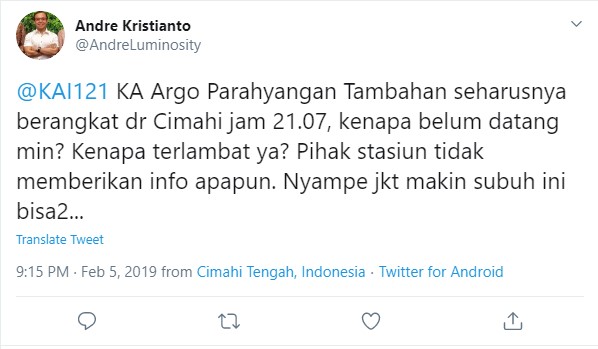 Andre Kristianto
@AndreLuminosity
@KAI121 KA Argo Parahyangan Tambahan seharusnya
berangkat dr Cimahi jam 21.07, kenapa belum datang
min? Kenapa terlambat ya? Pihak stasiun tidak
memberikan info apapun. Nyampe jkt makin subuh ini
bisa2...
Translate Tweet
9:15 PM · Feb 5, 2019 from Cimahi Tengah, Indonesia · Twitter for Android